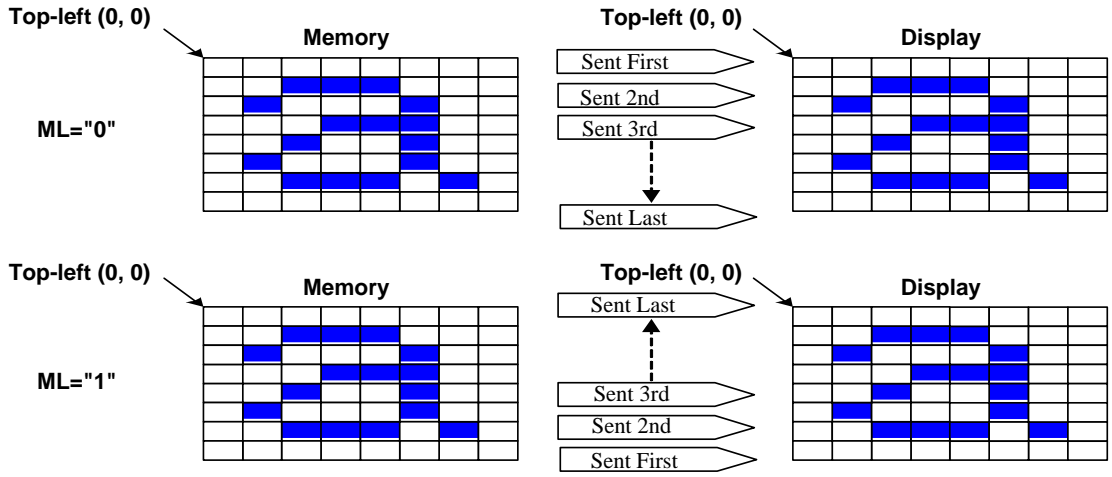 Top-left (0, 0)
Memory
Top-left (0, 0)
Display
ML="0"
Sent First
Sent 2nd
Sent 3rd
Sent Last
Top-left (0, 0)
Memory
Top-left (0, 0)
Display
ML="1"
Sent Last
Sent 3rd
Sent 2nd
Sent First